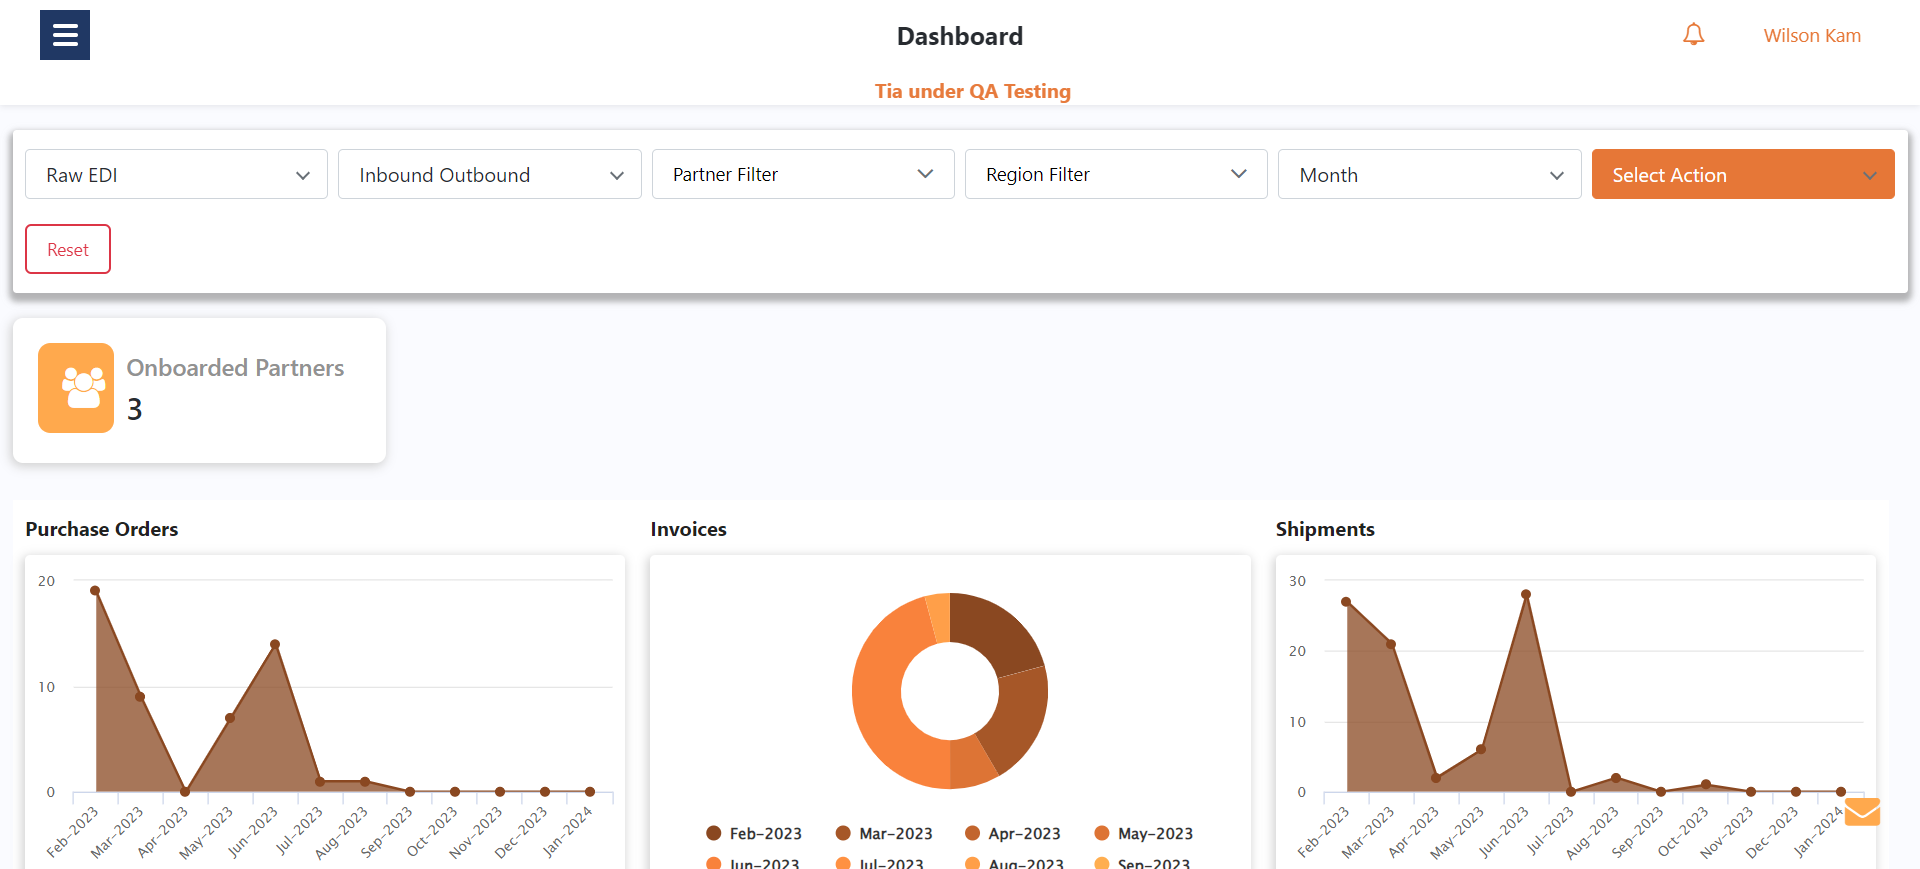 Dashboard
Wilson Kam
Tia under QA Testing
Raw EDI
Inbound Outbound
Partner Filter
Region Filter
Month
Select Action
Reset
Onboarded Partners
3
Purchase Orders
20
10
0
Feb-2023
Mar-2023
Apr-2023
May-2023
Jun-2023
Jul-2023
Aug-2023
Sep-2023
Oct-2023
Nov-2023
Dec-2023
Jan-2024
Invoices
Feb-2023 Mar-2023 Apr-2023 May-2023
Jun-2023 Jul-2023 Aug-2023 Sep-2023
Shipments
30
20
10
0
Feb-2023
Mar-2023
Apr-2023
May-2023
Jun-2023
Jul-2023
Aug-2023
Sep-2023
Oct-2023
Nov-2023
Dec-2023
Jan-2024